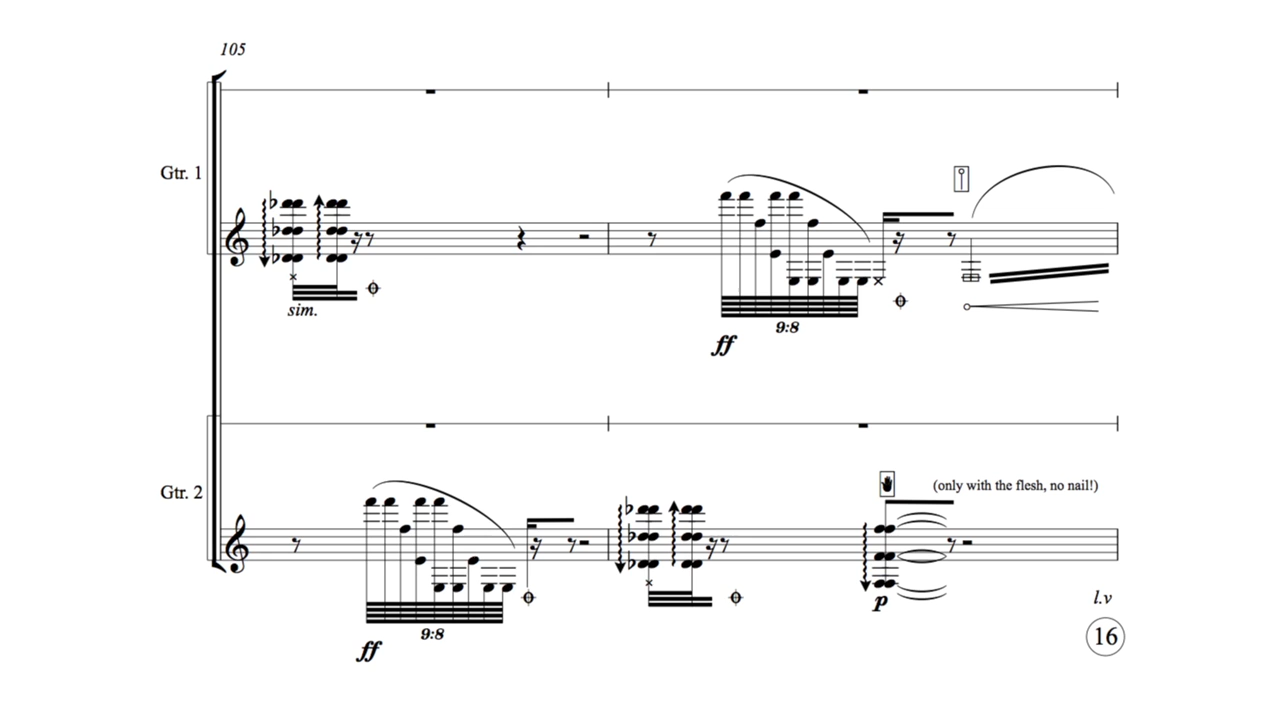 105
Gtr. 1
sim.
9:8
ff
Gtr. 2
(only with the flesh, no nail!)
9:8
ff
p
l.v
16